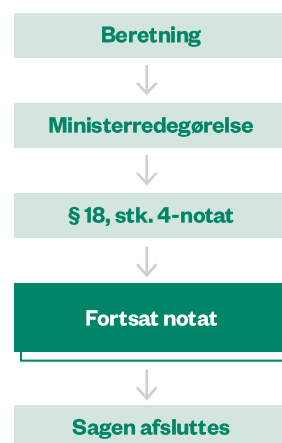 Beretning
Ministerredegørelse
§ 18, stk. 4-notat
Fortsat notat
Sagen afsluttes